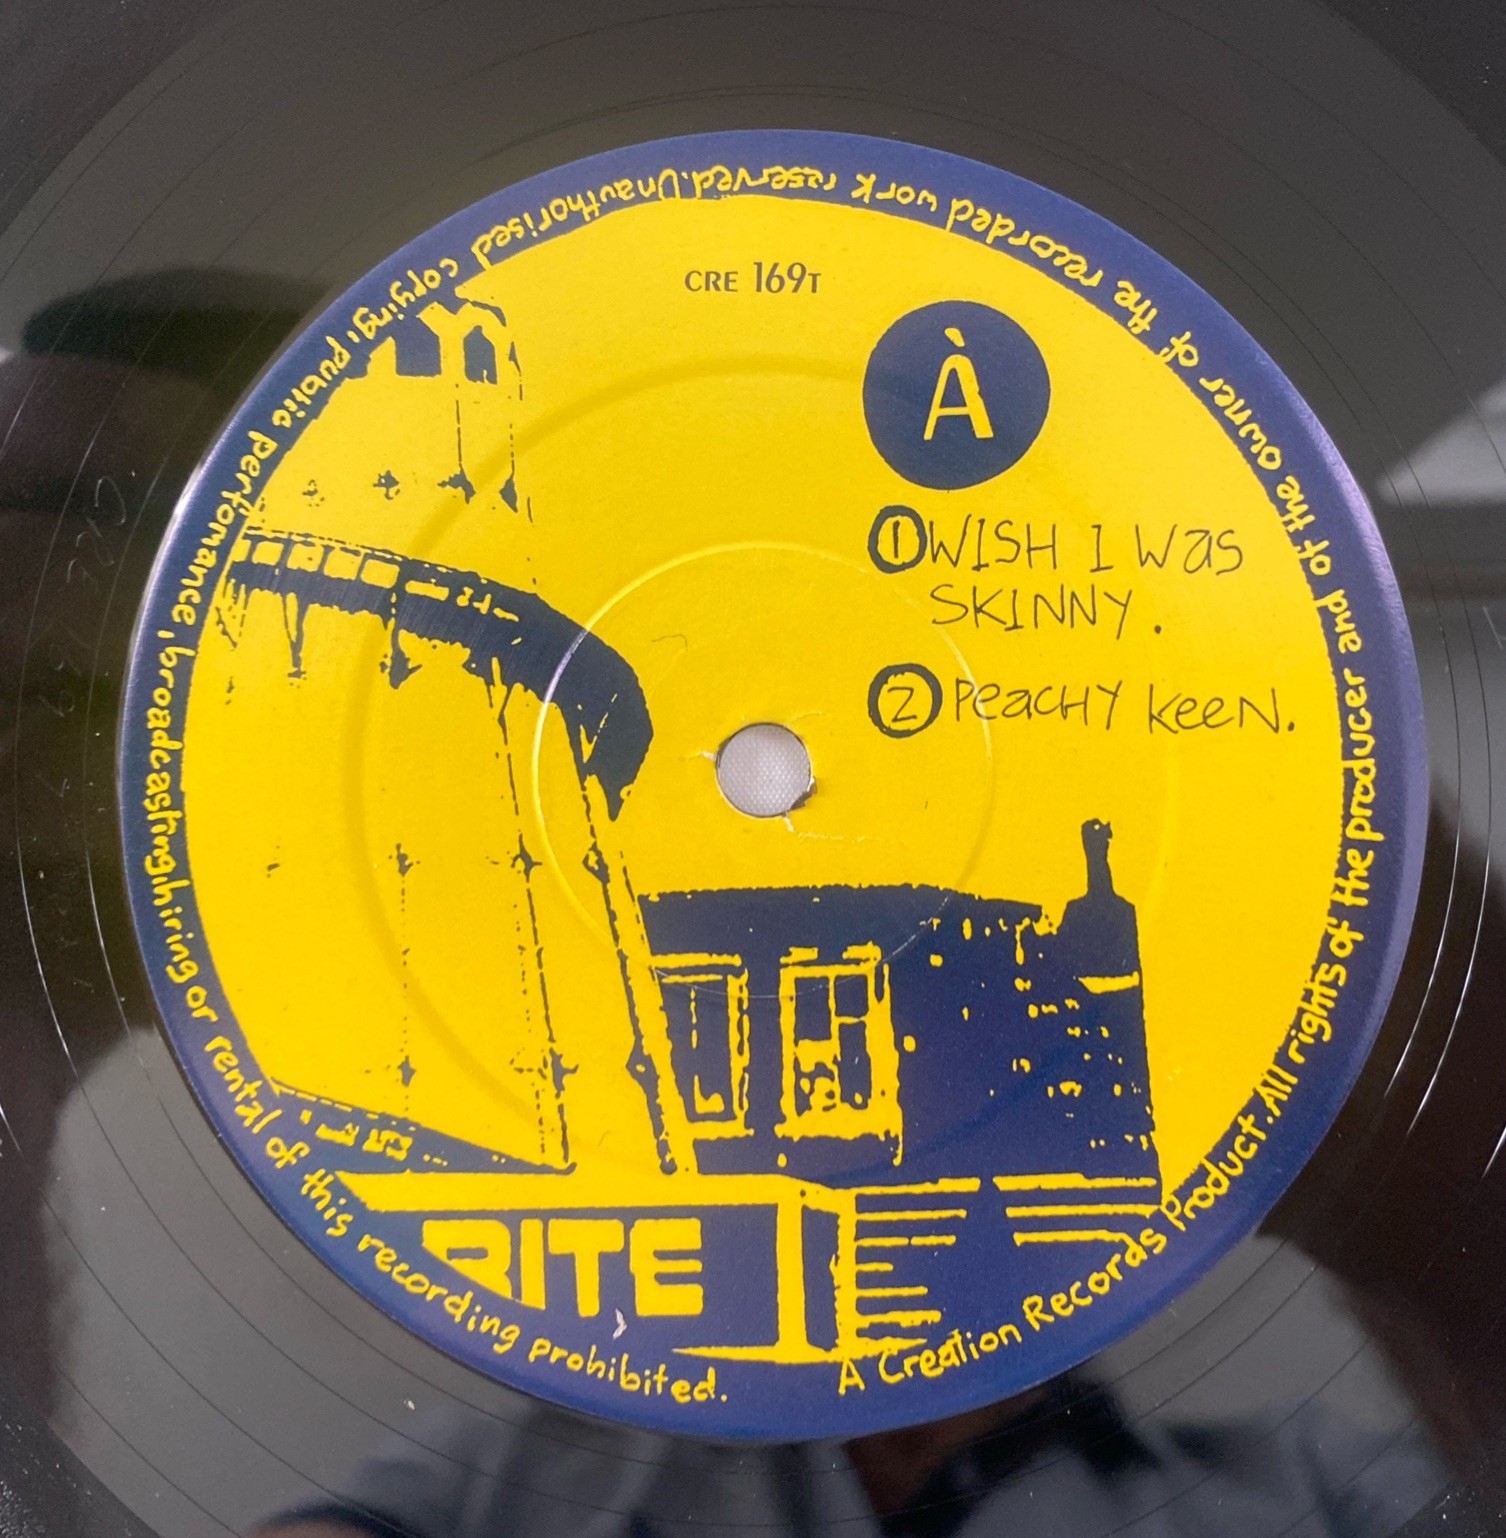 CRE 169T
À
1 WISH I WAS
SKINNY.
2 PEACHY KEEN.
RITE
A Creation Records Product. All rights of the producer and of the owner of the recorded work reserved. Unauthorised copying, public perfomance, broadcasting, hiring or rental of this recording prohibited.